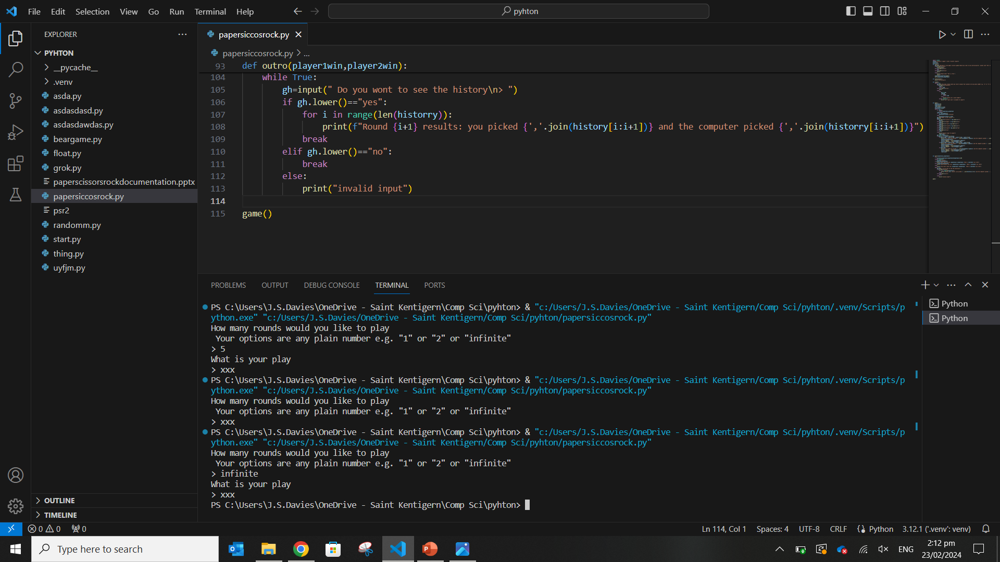 File Edit Selection View Go Run Terminal Help
pyhton
EXPLORER
PYHTON
__pycache__
.venv
asda.py
asdasdasd.py
asdasdawdas.py
beargame.py
float.py
grok.py
paperscissorsrockdocumentation.pptx
papersiccosrock.py
psr2
randomm.py
start.py
thing.py
uyfjm.py
OUTLINE
TIMELINE
papersiccosrock.py
papersiccosrock.py > ...
93 def outro(player1win,player2win):
104 while True:
105 gh=input(" Do you wont to see the history\n> ")
106 if gh.lower()=="yes":
107 for i in range(len(historry)):
108 print(f"Round {i+1} results: you picked {','.join(history[i:i+1])} and the computer picked {','.join(historry[i:i+1])}")
109 break
110 elif gh.lower()=="no":
111 break
112 else:
113 print("invalid input")
114
115 game()
PROBLEMS OUTPUT DEBUG CONSOLE TERMINAL PORTS
PS C:\Users\J.S.Davies\OneDrive - Saint Kentigern\Comp Sci\pyhton> & "c:/Users/J.S.Davies/OneDrive - Saint Kentigern/Comp Sci/pyhton/.venv/Scripts/p
ython.exe" "c:/Users/J.S.Davies/OneDrive - Saint Kentigern/Comp Sci/pyhton/papersiccosrock.py"
How many rounds would you like to play
Your options are any plain number e.g. "1" or "2" or "infinite"
> 5
What is your play
> xxx
PS C:\Users\J.S.Davies\OneDrive - Saint Kentigern\Comp Sci\pyhton> & "c:/Users/J.S.Davies/OneDrive - Saint Kentigern/Comp Sci/pyhton/.venv/Scripts/p
ython.exe" "c:/Users/J.S.Davies/OneDrive - Saint Kentigern/Comp Sci/pyhton/papersiccosrock.py"
How many rounds would you like to play
Your options are any plain number e.g. "1" or "2" or "infinite"
> xxx
PS C:\Users\J.S.Davies\OneDrive - Saint Kentigern\Comp Sci\pyhton> & "c:/Users/J.S.Davies/OneDrive - Saint Kentigern/Comp Sci/pyhton/.venv/Scripts/p
ython.exe" "c:/Users/J.S.Davies/OneDrive - Saint Kentigern/Comp Sci/pyhton/papersiccosrock.py"
How many rounds would you like to play
Your options are any plain number e.g. "1" or "2" or "infinite"
> infinite
What is your play
> xxx
PS C:\Users\J.S.Davies\OneDrive - Saint Kentigern\Comp Sci\pyhton>
Python
Python
0 0 0
Ln 114, Col 1 Spaces: 4 UTF-8 CRLF Python 3.12.1 ('.venv': venv)
Type here to search
ENG
2:12 pm
23/02/2024